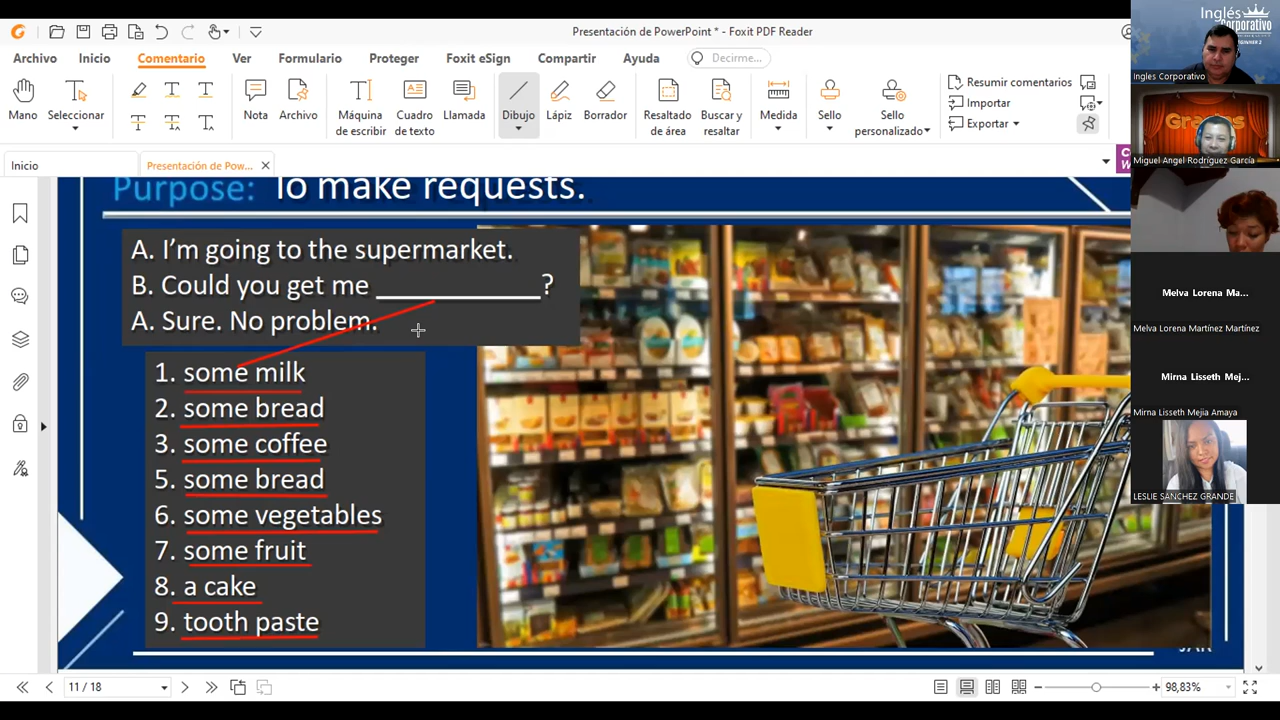 Presentación de PowerPoint * - Foxit PDF Reader
Archivo Inicio Comentario Ver Formulario Proteger Foxit eSign Compartir Ayuda Decirme...
Mano Seleccionar Nota Archivo Máquina de escribir Cuadro de texto Llamada Dibujo Lápiz Borrador Resaltado de área Buscar y resaltar Medida Sello Sello personalizado
Resumir comentarios
Importar
Exportar
Inicio Presentación de Pow...
Purpose: To make requests.
A. I’m going to the supermarket.
B. Could you get me ____________?
A. Sure. No problem.
1. some milk
2. some bread
3. some coffee
5. some bread
6. some vegetables
7. some fruit
8. a cake
9. tooth paste
11 / 18
98,83%
Inglés
Corporativo
Ingles Corporativo
Gracias
Miguel Angel Rodríguez García
Melva Lorena Ma...
Melva Lorena Martínez Martínez
Mirna Lisseth Mej...
Mirna Lisseth Mejia Amaya
LESLIE SANCHEZ GRANDE